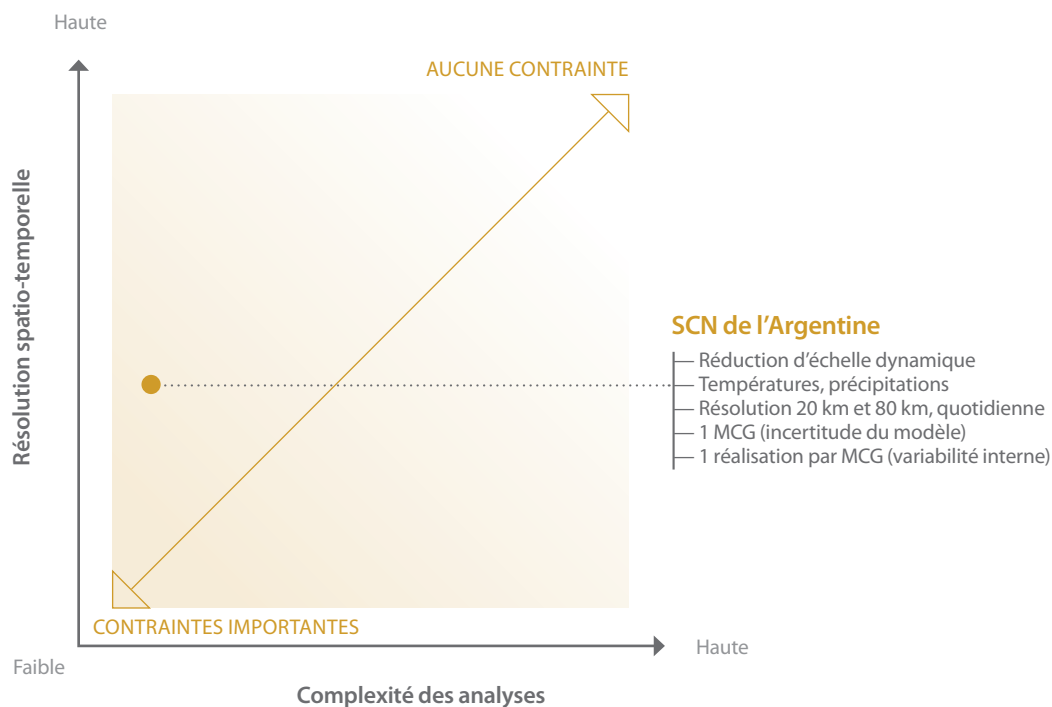 Haute
AUCUNE CONTRAINTE
Résolution spatio-temporelle
SCN de l'Argentine
Réduction d'échelle dynamique
Températures, précipitations
Résolution 20 km et 80 km, quotidienne
1 MCG (incertitude du modèle)
1 réalisation par MCG (variabilité interne)
CONTRAINTES IMPORTANTES
Haute
Faible
Complexité des analyses